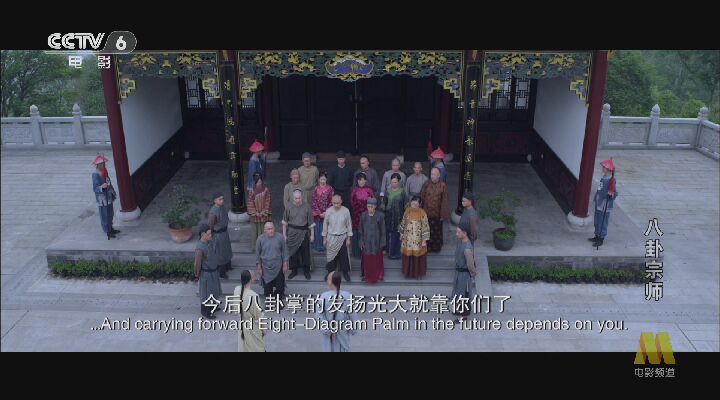 CCTV 6
电影
八卦宗师
今后八卦掌的发扬光大就靠你们了
...And carrying forward Eight-Diagram Palm in the future depends on you.
电影频道